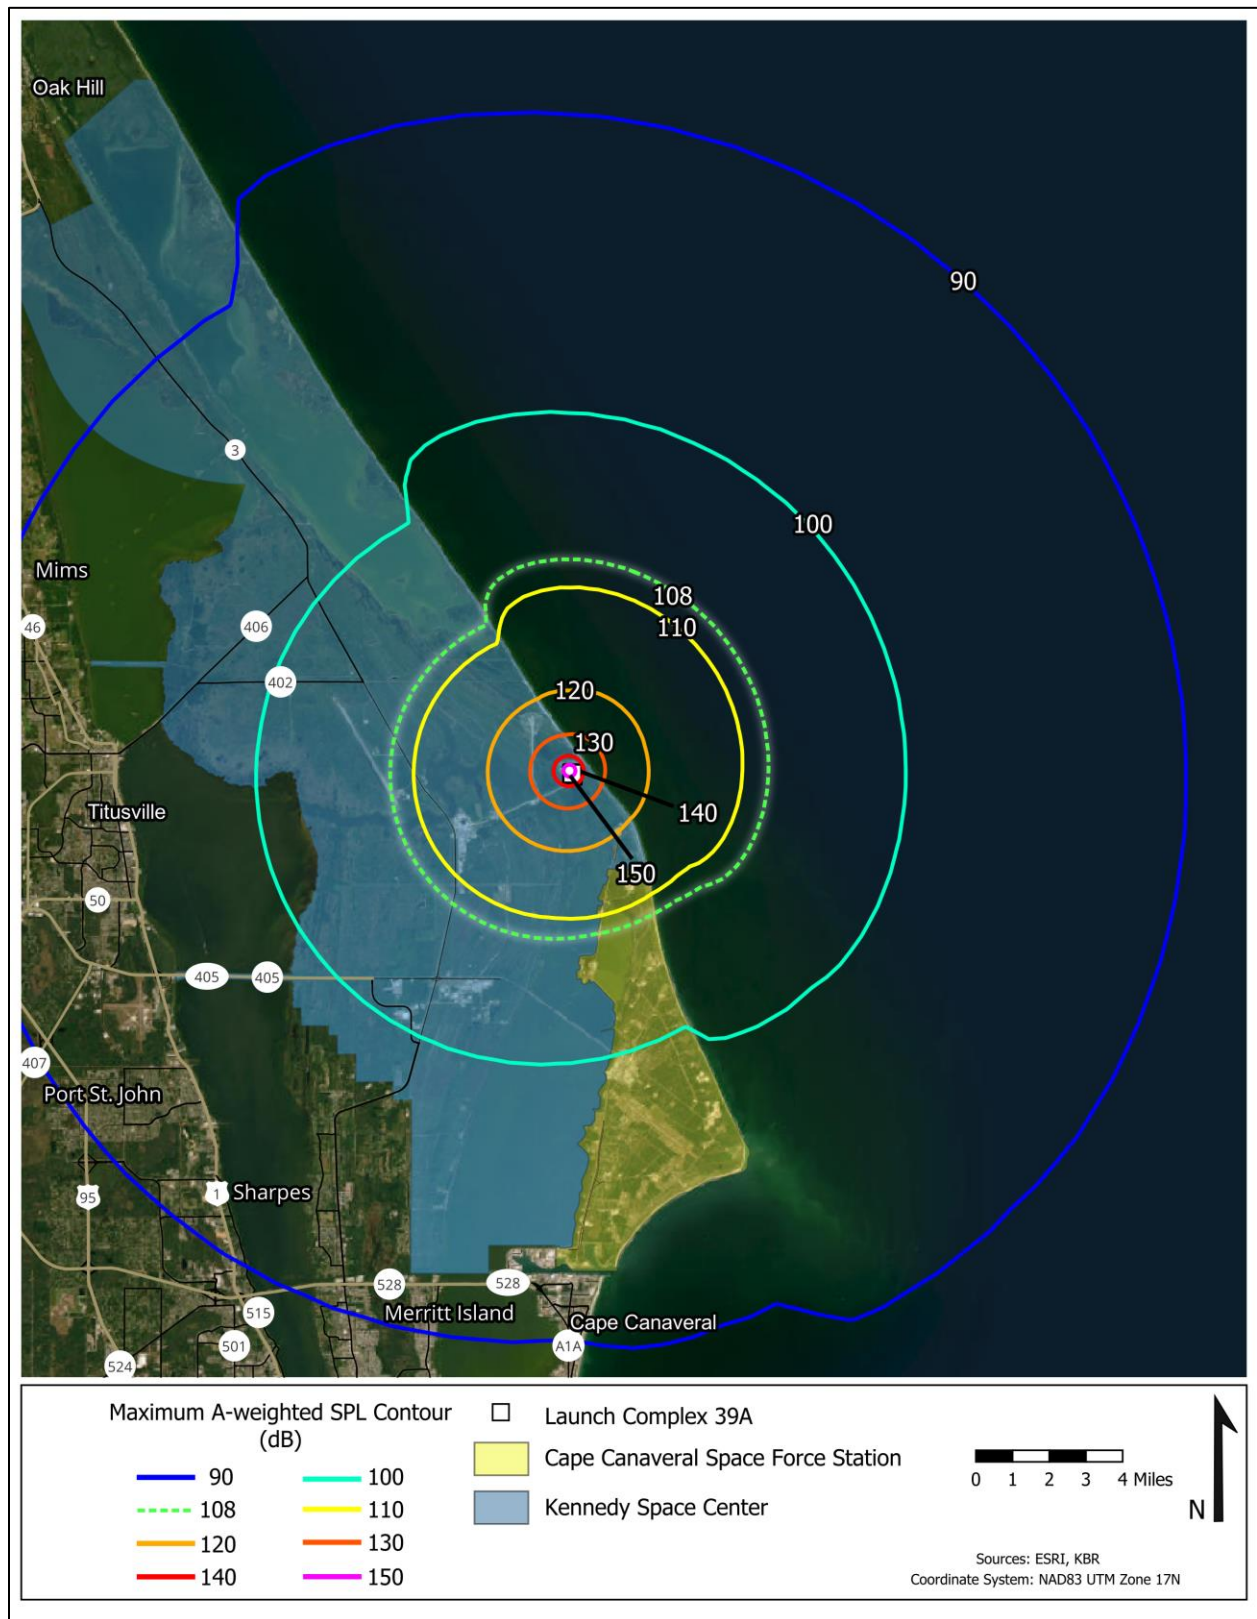 Oak Hill
90
3
100
Mims
108
46
406
110
402
120
130
Titusville
140
150
50
405
405
407
Port St. John
95
1
Sharpes
528
528
515
Merritt Island
Cape Canaveral
501
A1A
524
Maximum A-weighted SPL Contour
(dB)
90
100
108
110
120
130
140
150
Launch Complex 39A
Cape Canaveral Space Force Station
Kennedy Space Center
0 1 2 3 4 Miles
N
Sources: ESRI, KBR
Coordinate System: NAD83 UTM Zone 17N